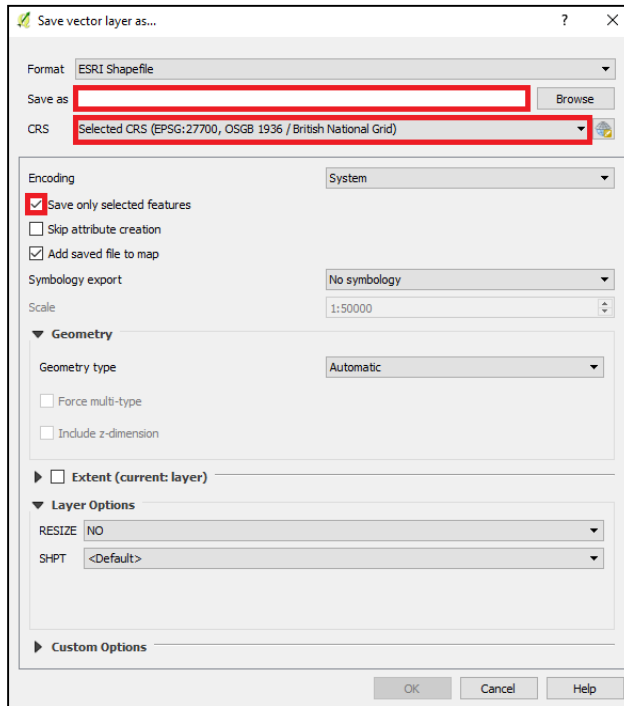 Save vector layer as... ?
Format ESRI Shapefile
Save as Browse
CRS Selected CRS (EPSG:27700, OSGB 1936 / British National Grid)
Encoding System
Save only selected features
Skip attribute creation
Add saved file to map
Symbology export No symbology
Scale 1:50000
Geometry
Geometry type Automatic
Force multi-type
Include z-dimension
Extent (current: layer)
Layer Options
RESIZE NO
SHPT <Default>
Custom Options
OK Cancel Help